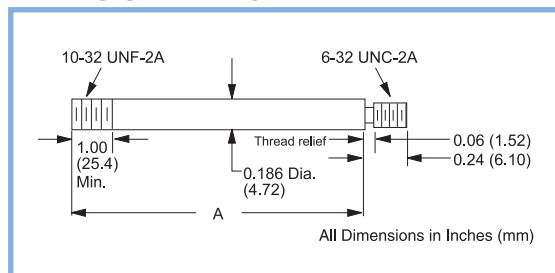 10-32 UNF-2A
6-32 UNC-2A
Thread relief
1.00
(25.4)
Min.
0.186 Dia.
(4.72)
0.06 (1.52)
0.24 (6.10)
A
All Dimensions in Inches (mm)